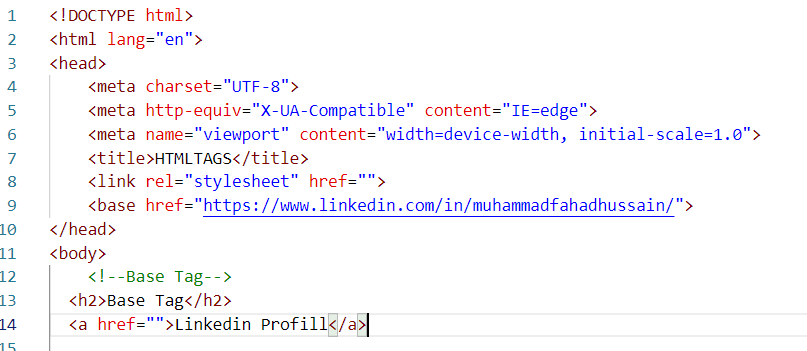 1 <!DOCTYPE html>
2 <html lang="en">
3 <head>
4 <meta charset="UTF-8">
5 <meta http-equiv="X-UA-Compatible" content="IE=edge">
6 <meta name="viewport" content="width=device-width, initial-scale=1.0">
7 <title>HTMLTAGS</title>
8 <link rel="stylesheet" href="">
9 <base href="https://www.linkedin.com/in/muhammadfahadhussain/">
10 </head>
11 <body>
12 <!--Base Tag-->
13 <h2>Base Tag</h2>
14 <a href="">Linkedin Profill</a>
15